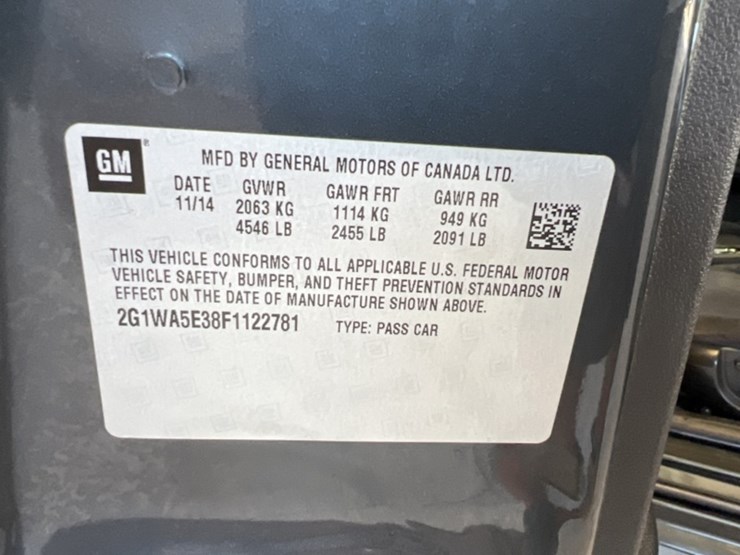 GM
MFD BY GENERAL MOTORS OF CANADA LTD.
DATE GVWR GAWR FRT GAWR RR
11/14 2063 KG 1114 KG 949 KG
4546 LB 2455 LB 2091 LB
THIS VEHICLE CONFORMS TO ALL APPLICABLE U.S. FEDERAL MOTOR
VEHICLE SAFETY, BUMPER, AND THEFT PREVENTION STANDARDS IN
EFFECT ON THE DATE OF MANUFACTURE SHOWN ABOVE.
2G1WA5E38F1122781 TYPE: PASS CAR